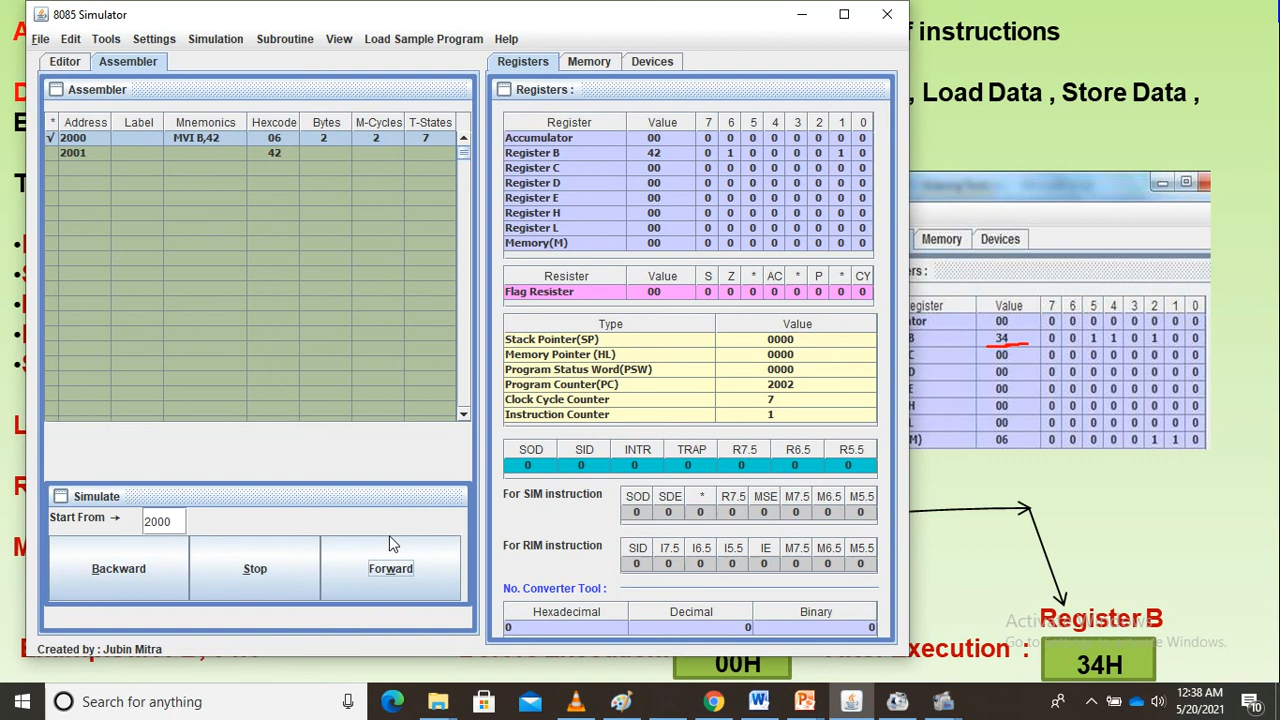 8085 Simulator
File Edit Tools Settings Simulation Suroutine View Load Sample Program Help
Editor Assembler
Assembler
* Address Label Mnemonics Hexcode Bytes M-Cycles T-States
√ 2000 MVI B,42 06 2 2 7
2001 42
Simulate
Start From → 2000
Backward Stop Forward
Created by : Jubin Mitra
Registers Memory Devices
Registers :
Register Value 7 6 5 4 3 2 1 0
Accumulator 00 0 0 0 0 0 0 0 0
Register B 42 0 1 0 0 0 0 1 0
Register C 00 0 0 0 0 0 0 0 0
Register D 00 0 0 0 0 0 0 0 0
Register E 00 0 0 0 0 0 0 0 0
Register H 00 0 0 0 0 0 0 0 0
Register L 00 0 0 0 0 0 0 0 0
Memory(M) 00 0 0 0 0 0 0 0 0
Resister Value S Z * AC * P * CY
Flag Resister 00 0 0 0 0 0 0 0 0
Type Value
Stack Pointer(SP) 0000
Memory Pointer (HL) 0000
Program Status Word(PSW) 0000
Program Counter(PC) 2002
Clock Cycle Counter 7
Instruction Counter 1
SOD SID INTR TRAP R7.5 R6.5 R5.5
0 0 0 0 0 0 0
For SIM instruction
SOD SDE * R7.5 MSE M7.5 M6.5 M5.5
0 0 0 0 0 0 0 0
For RIM instruction
SID I7.5 I6.5 I5.5 IE M7.5 M6.5 M5.5
0 0 0 0 0 0 0 0
No. Converter Tool :
Hexadecimal Decimal Binary
0 0 0
f instructions
, Load Data , Store Data ,
Memory Devices
ers :
egister Value 7 6 5 4 3 2 1 0
tor 00 0 0 0 0 0 0 0 0
B 34 0 0 1 1 0 1 0 0
C 00 0 0 0 0 0 0 0 0
D 00 0 0 0 0 0 0 0 0
E 00 0 0 0 0 0 0 0 0
H 00 0 0 0 0 0 0 0 0
L 00 0 0 0 0 0 0 0 0
M) 06 0 0 0 0 0 1 1 0
Register B
Activate Windows
Go to Settings to Activate Windows.
Execution :
00H
34H
Search for anything
12:38 AM
5/20/2021
10